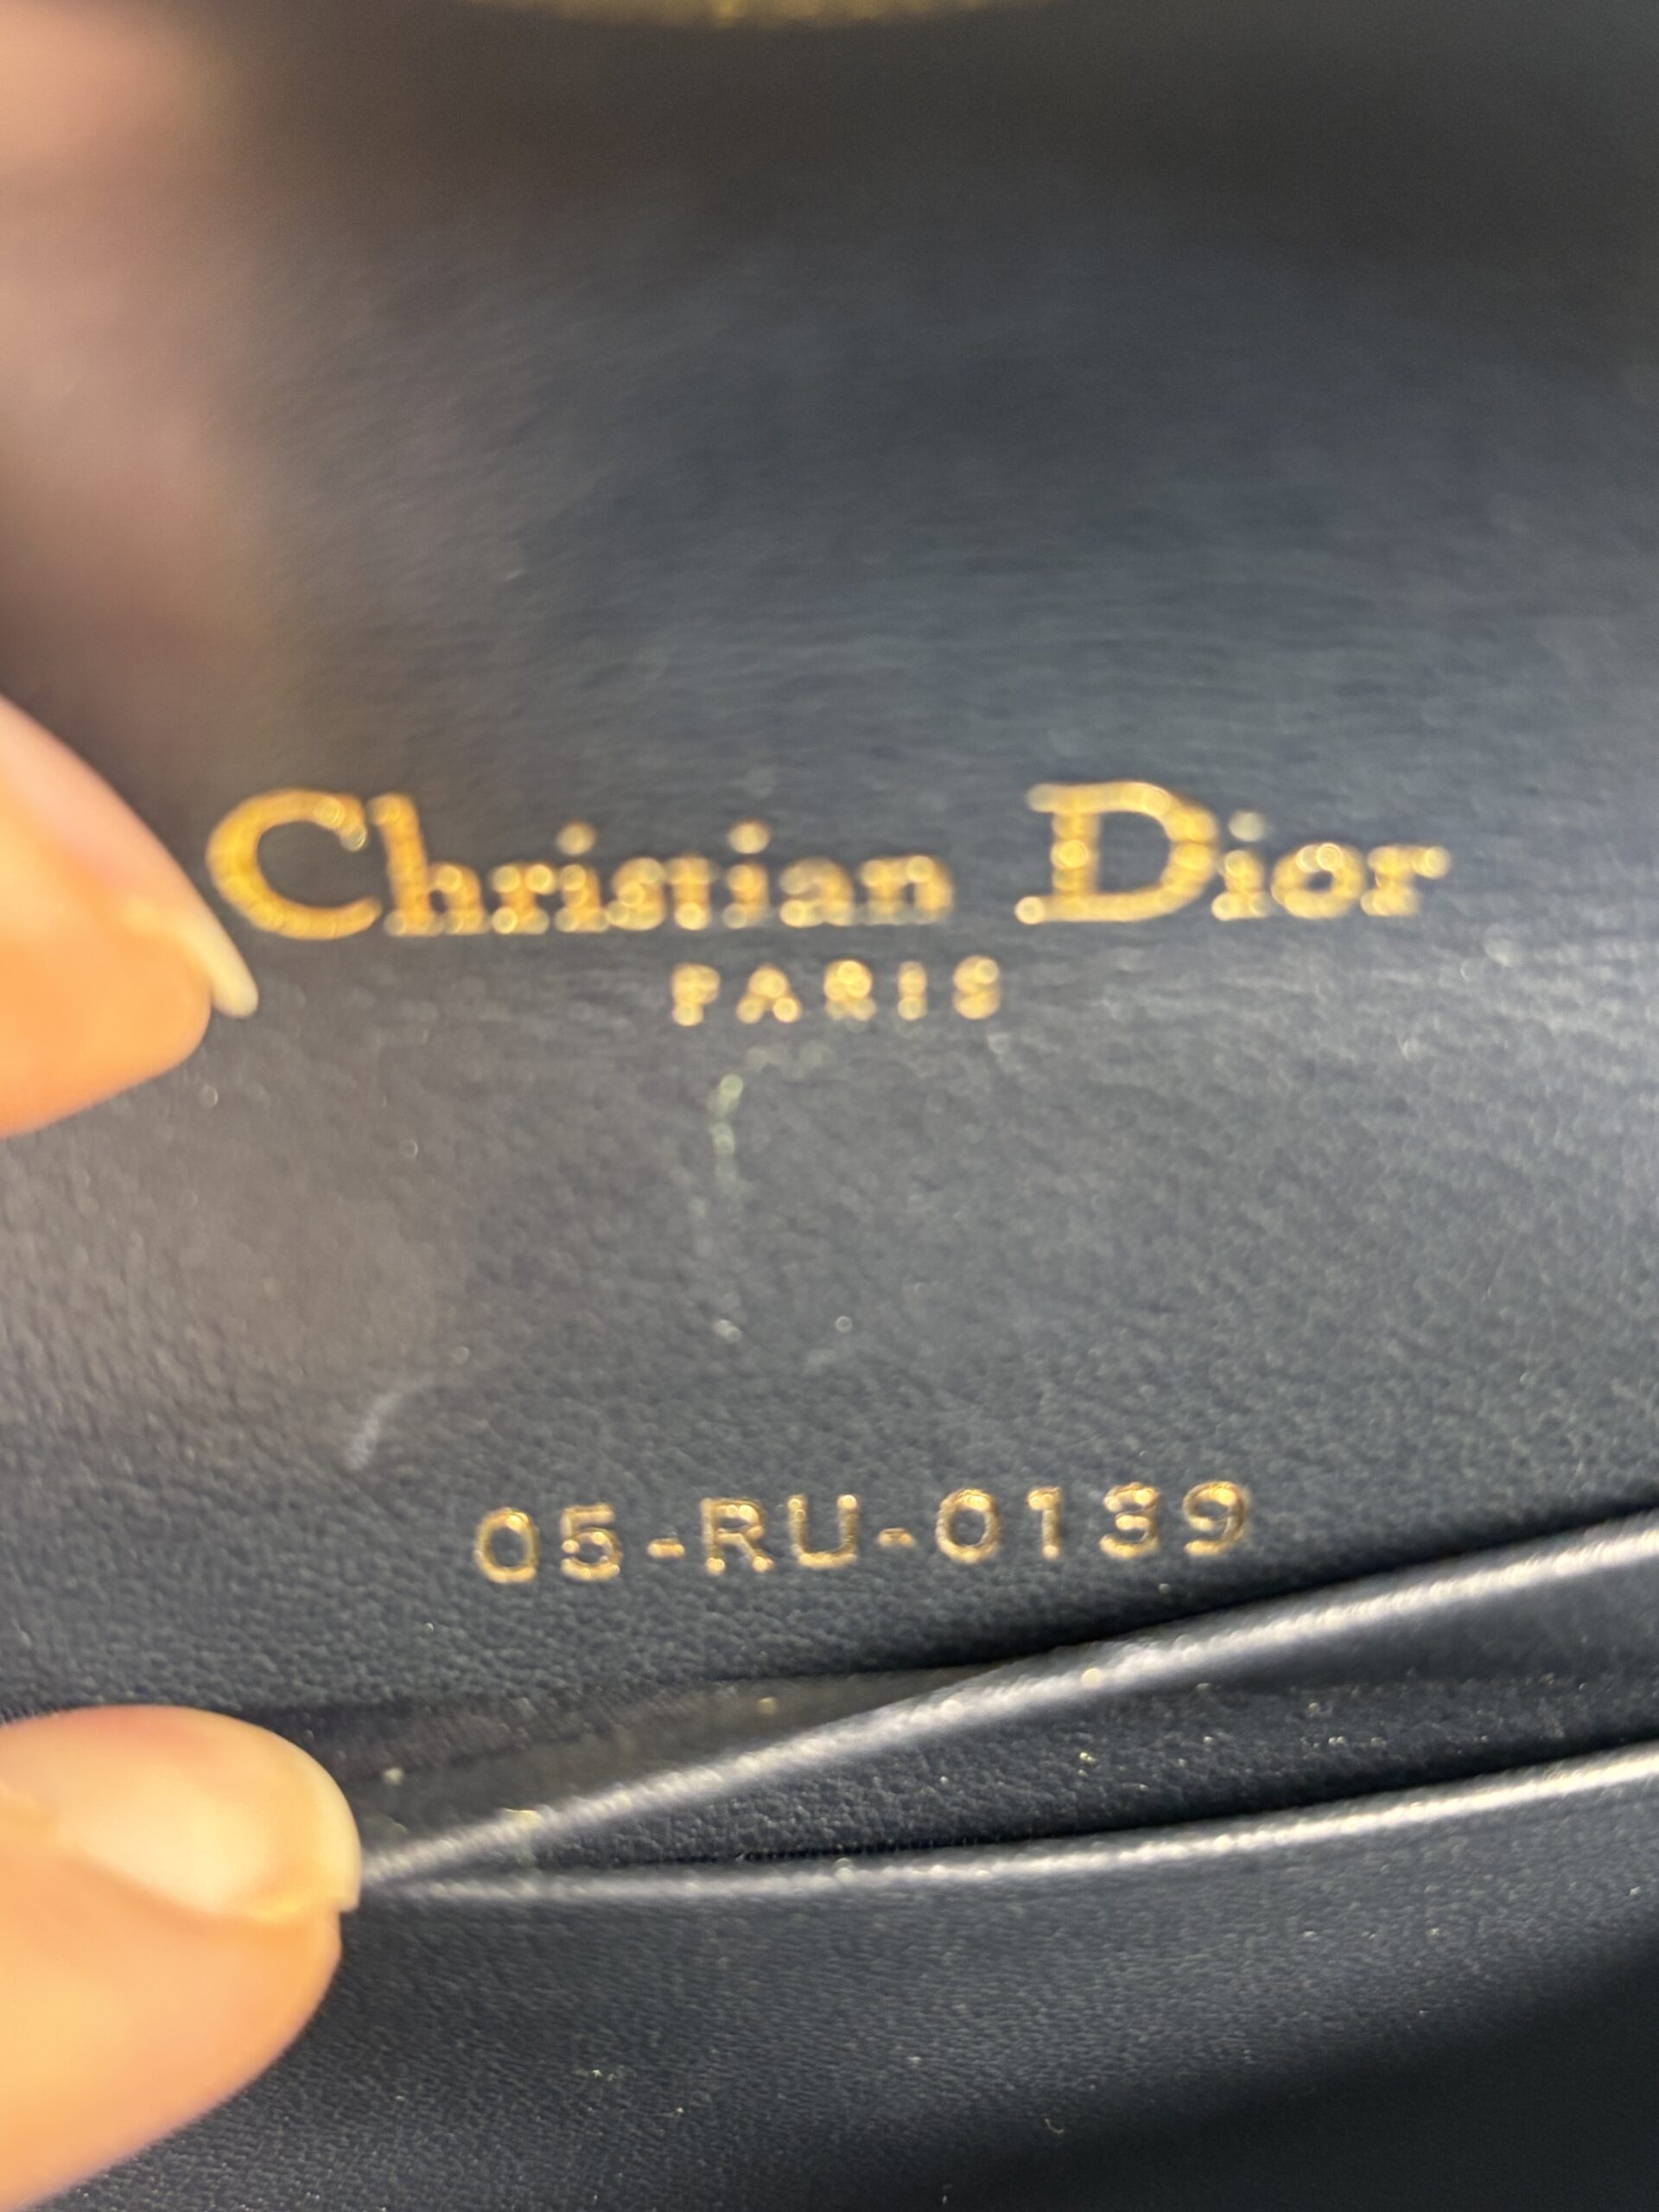 Christian Dior
PARIS
05-RU-0139